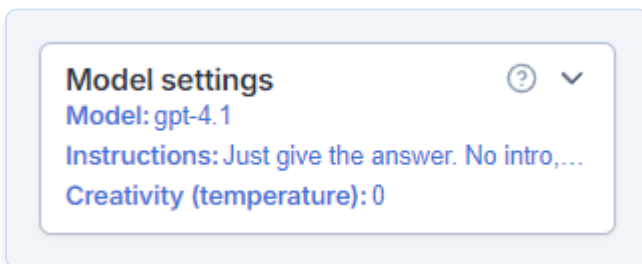 Model settings
Model: gpt-4.1
Instructions: Just give the answer. No intro,...
Creativity (temperature): 0